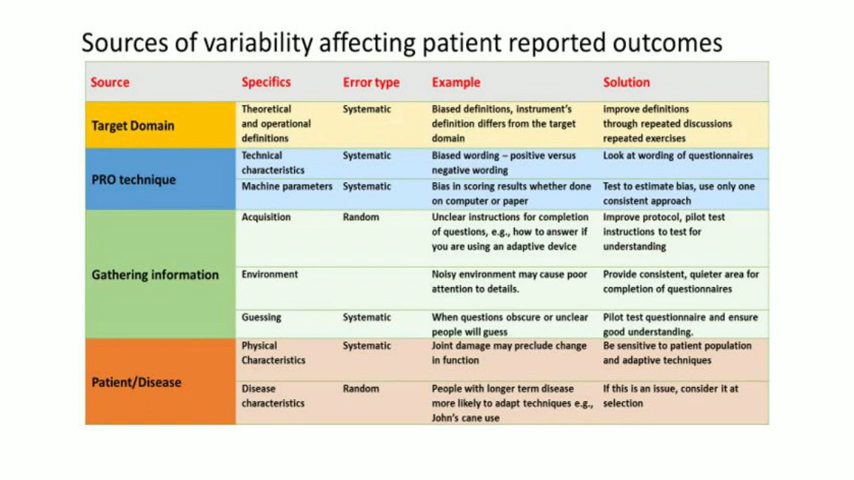 Sources of variability affecting patient reported outcomes
Source Specifics Error type Example Solution
Target Domain
Theoretical
and operational
definitions
Systematic
Biased definitions, instrument's
definition differs from the target
domain
Improve definitions
through repeated discussions
repeated exercises
PRO technique
Technical
characteristics
Systematic
Biased wording – positive versus
negative wording
Look at wording of questionnaires
Machine parameters
Systematic
Bias in scoring results whether done
on computer or paper
Test to estimate bias, use only one
consistent approach
Gathering information
Acquisition
Random
Unclear instructions for completion
of questions, e.g., how to answer if
you are using an adaptive device
Improve protocol, pilot test
instructions to test for
understanding
Environment
Noisy environment may cause poor
attention to details.
Provide consistent, quieter area for
completion of questionnaires
Guessing
Systematic
When questions obscure or unclear
people will guess
Pilot test questionnaire and ensure
good understanding.
Patient/Disease
Physical
Characteristics
Systematic
Joint damage may preclude change
in function
Be sensitive to patient population
and adaptive techniques
Disease
characteristics
Random
People with longer term disease
more likely to adapt techniques e.g.,
John's cane use
If this is an issue, consider it at
selection